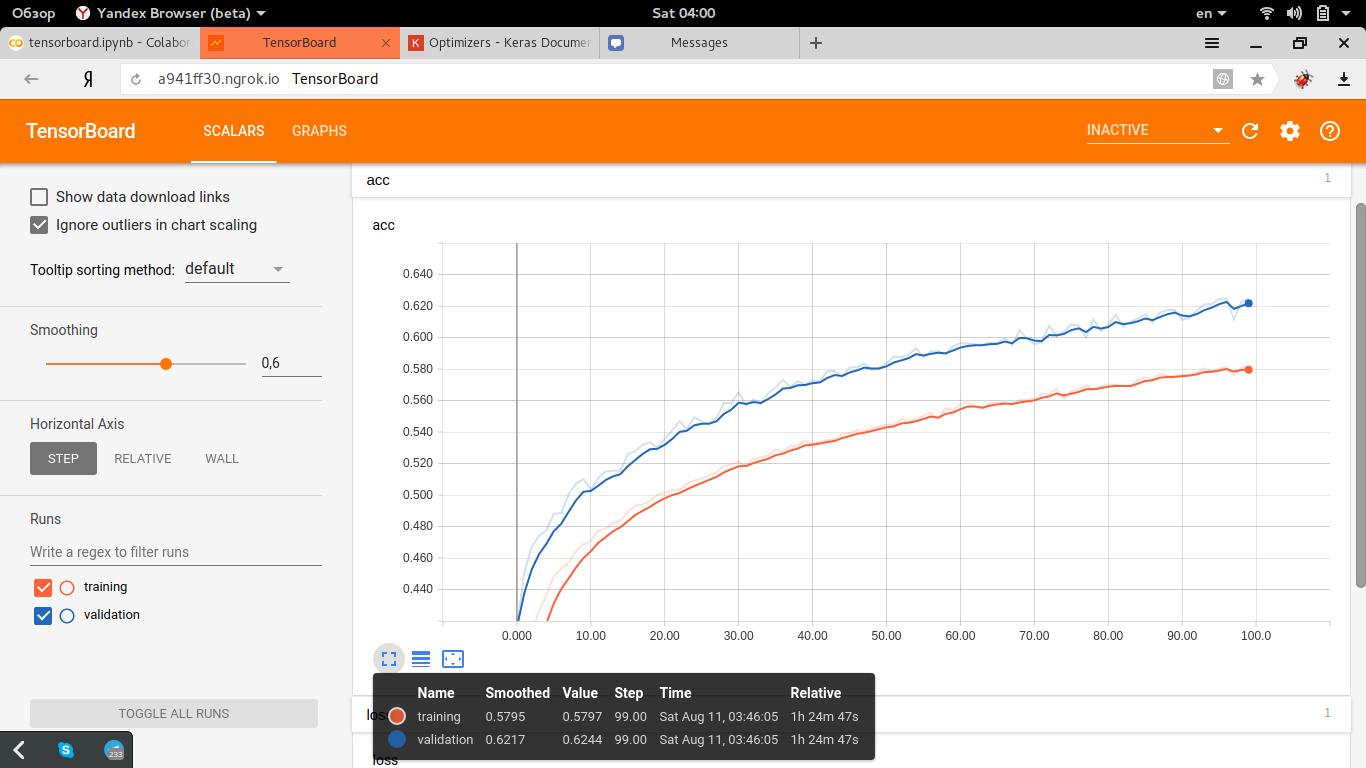 Обзор Yandex Browser (beta) Sat 04:00 en
tensorboard.ipynb - Colabor TensorBoard Optimizers - Keras Documen Messages
Я a941ff30.ngrok.io TensorBoard
TensorBoard SCALARS GRAPHS INACTIVE
Show data download links
Ignore outliers in chart scaling
Tooltip sorting method: default
Smoothing
0,6
Horizontal Axis
STEP RELATIVE WALL
Runs
Write a regex to filter runs
training
validation
TOGGLE ALL RUNS
233
acc 1
acc
0.640
0.620
0.600
0.580
0.560
0.540
0.520
0.500
0.480
0.460
0.440
0.000 10.00 20.00 30.00 40.00 50.00 60.00 70.00 80.00 90.00 100.0
Name Smoothed Value Step Time Relative
training 0.5795 0.5797 99.00 Sat Aug 11, 03:46:05 1h 24m 47s
validation 0.6217 0.6244 99.00 Sat Aug 11, 03:46:05 1h 24m 47s
loss 1
loss